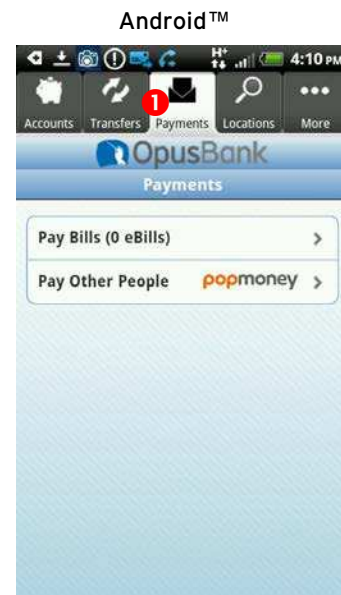 Android™
H+ 4:10 PM
1
Accounts Transfers Payments Locations More
OpusBank
Payments
Pay Bills (0 eBills) >
Pay Other People popmoney >